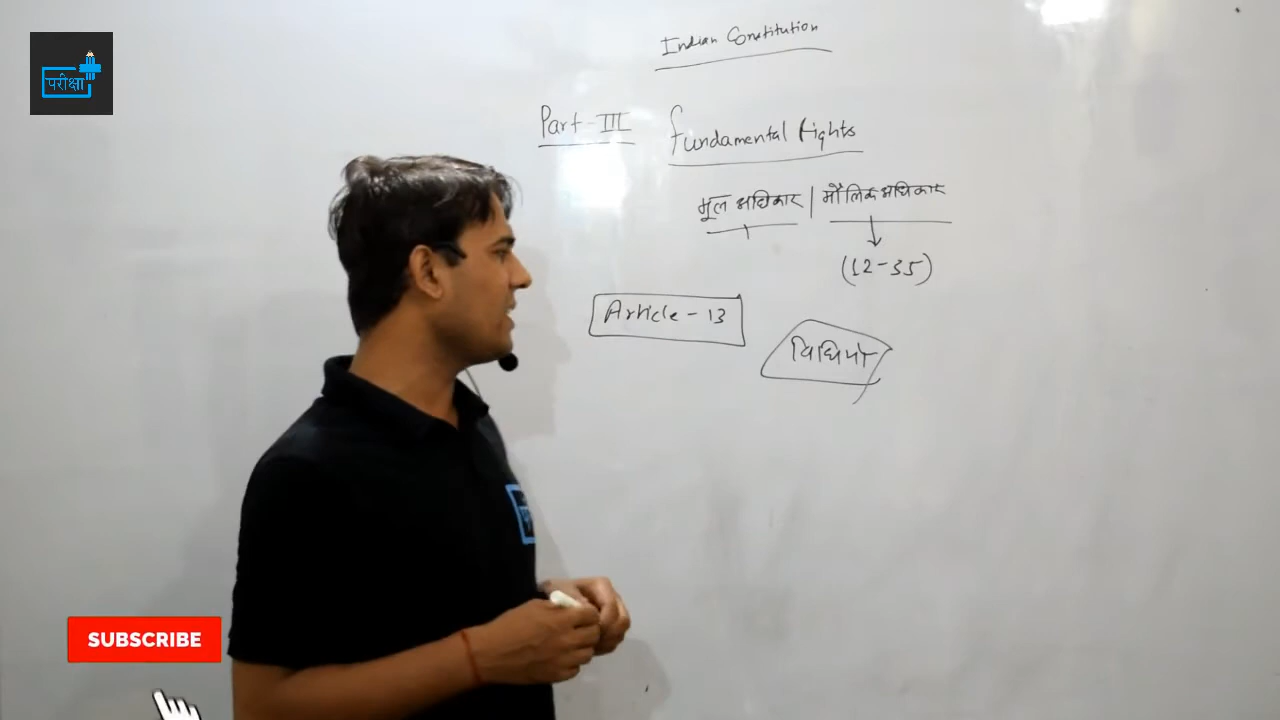 परीक्षा
Indian Constitution
Part-III Fundamental Rights
मूल अधिकार | मौलिक अधिकार
(12-35)
Article-13
विधियां
SUBSCRIBE